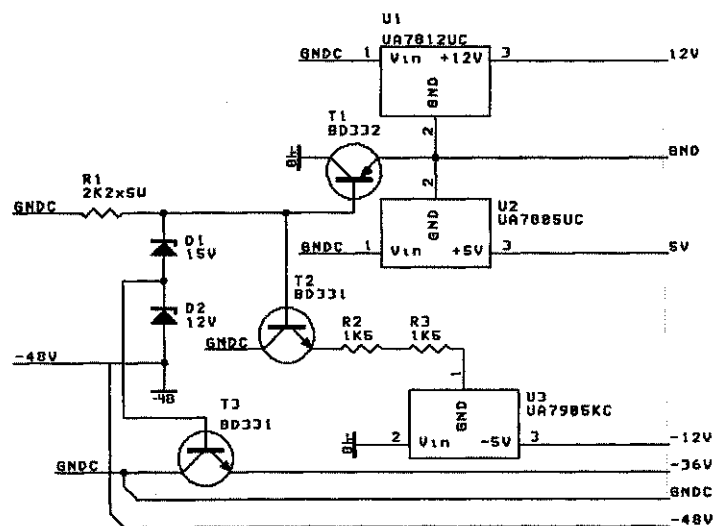 U1
UA7812UC
GNDC 1 Vin +12V 3 12V
GND
2
T1
BD332
GND
R1
2K2x5W
GNDC
2
GND
U2
UA7805UC
GNDC 1 Vin +5V 3 5V
D1
15V
T2
BD331
D2
12V
R2
1K5
R3
1K5
GNDC
-48V
1
GND
U3
UA7905KC
-48
T3
BD331
2 Vin -5V 3 -12V
GNDC
-36V
GNDC
-48V